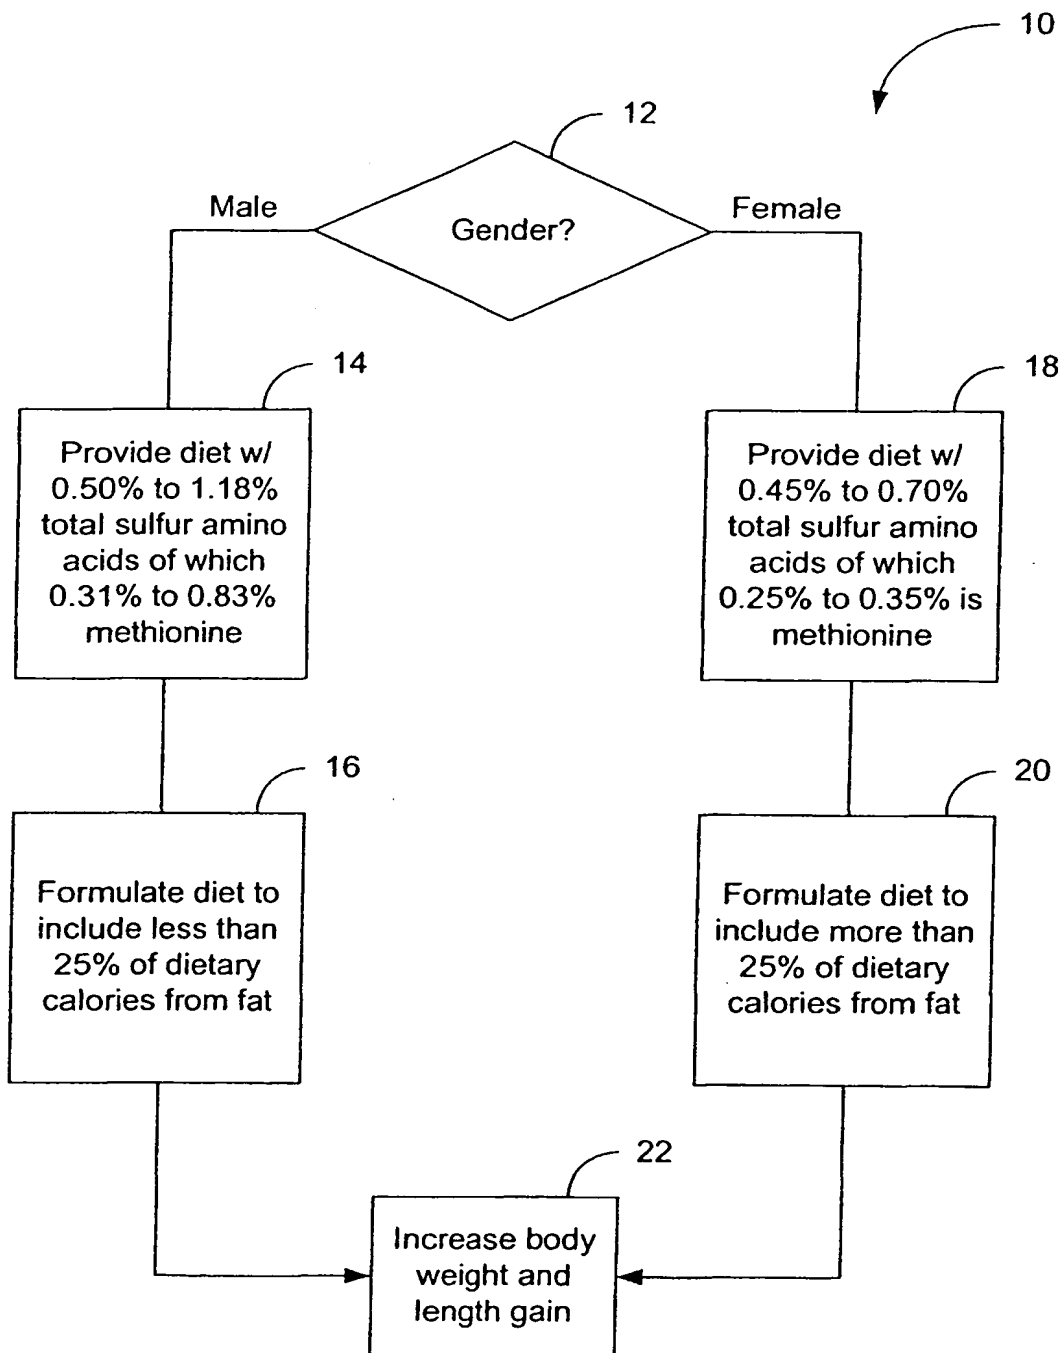 10
12
Male
Gender?
Female
14
Provide diet w/
0.50% to 1.18%
total sulfur amino
acids of which
0.31% to 0.83%
methionine
18
Provide diet w/
0.45% to 0.70%
total sulfur amino
acids of which
0.25% to 0.35% is
methionine
16
Formulate diet to
include less than
25% of dietary
calories from fat
20
Formulate diet to
include more than
25% of dietary
calories from fat
22
Increase body
weight and
length gain